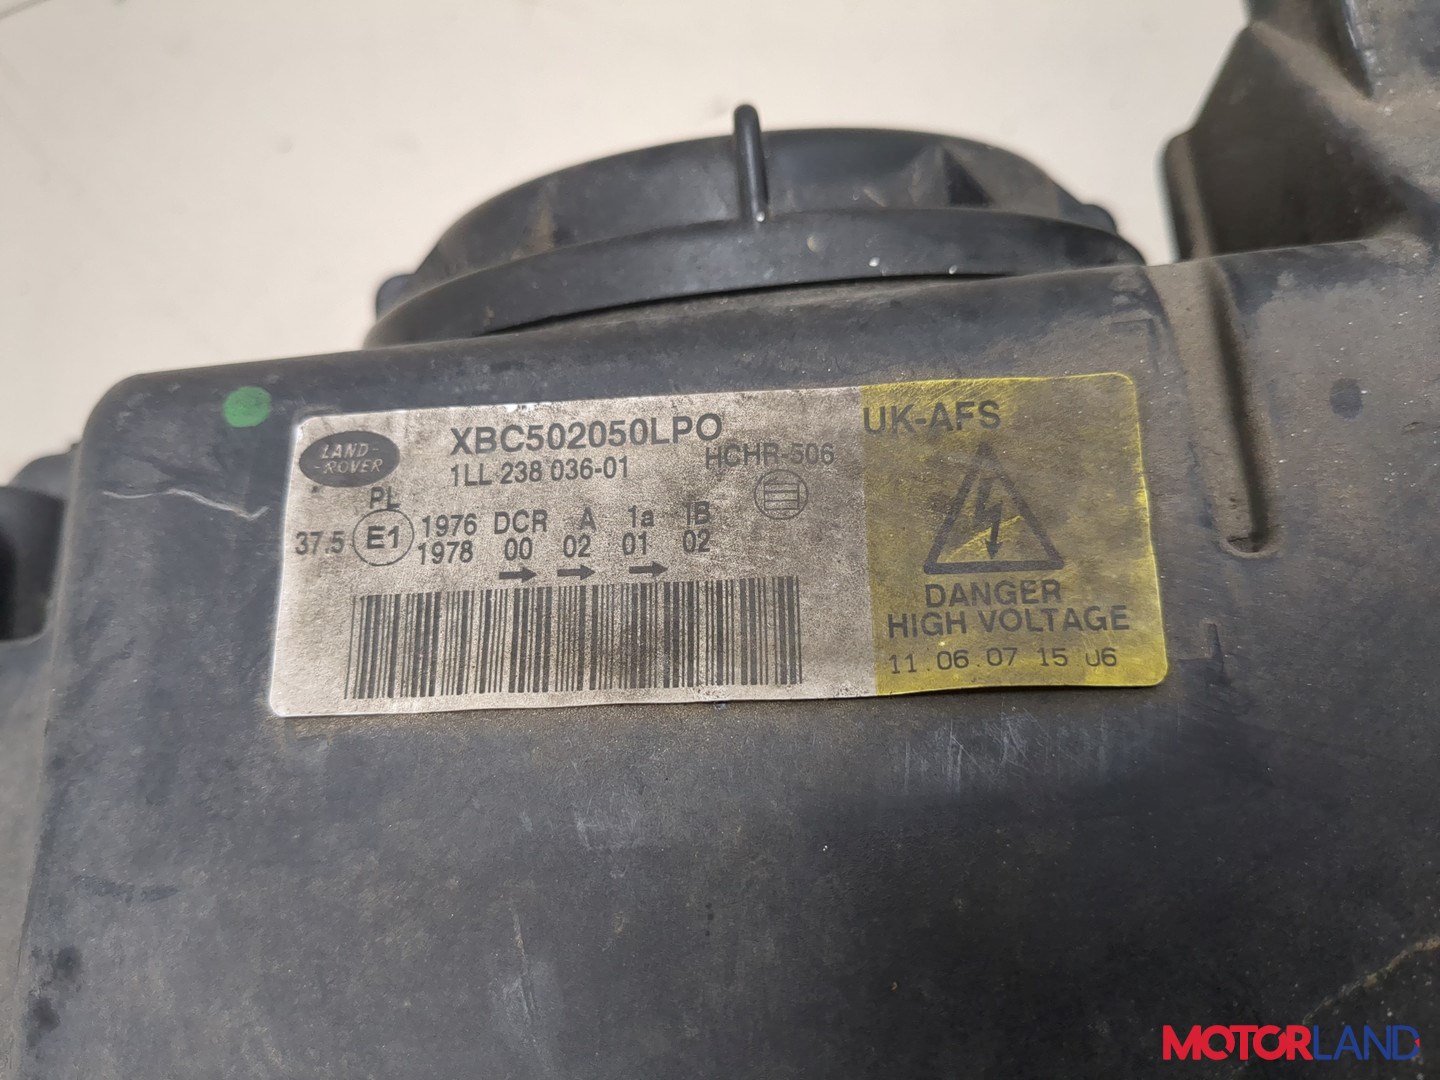 LAND-
-ROVER
XBC502050LPO
1LL 238 036-01
HCHR-506
PL
37.5 E1 1976 DCR A 1a IB
1978 00 02 01 02
UK-AFS
DANGER
HIGH VOLTAGE
11 06 07 15 06
MOTORLAND